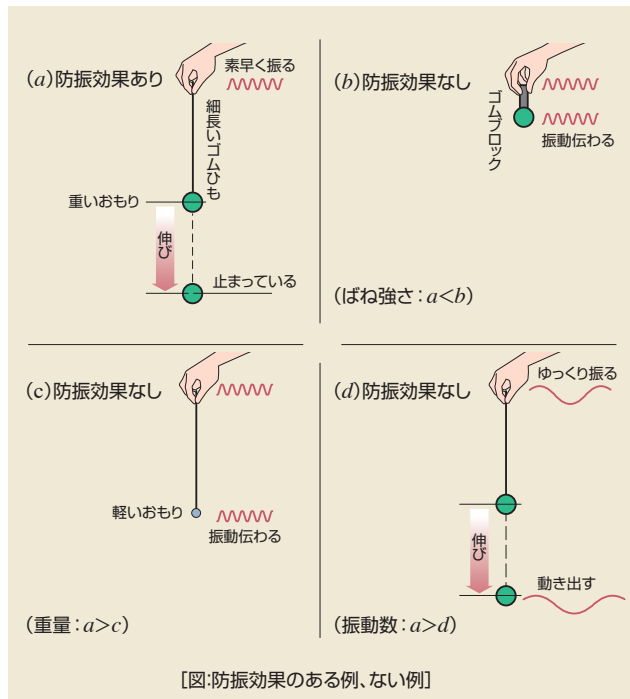 (a)防振効果あり
素早く振る
細長いゴムひも
重いおもり
伸び
止まっている
(b)防振効果なし
ゴムブロック
振動伝わる
(ばね強さ：a<b)
(c)防振効果なし
軽いおもり
振動伝わる
(重量：a>c)
(d)防振効果なし
ゆっくり振る
伸び
動き出す
(振動数：a>d)
[図:防振効果のある例、ない例]